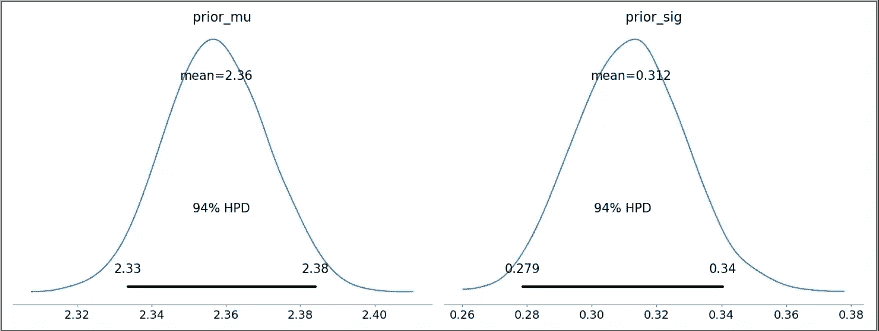 prior_mu
mean=2.36
94% HPD
2.33 2.38
2.32 2.34 2.36 2.38 2.40
prior_sig
mean=0.312
94% HPD
0.279 0.34
0.26 0.28 0.30 0.32 0.34 0.36 0.38